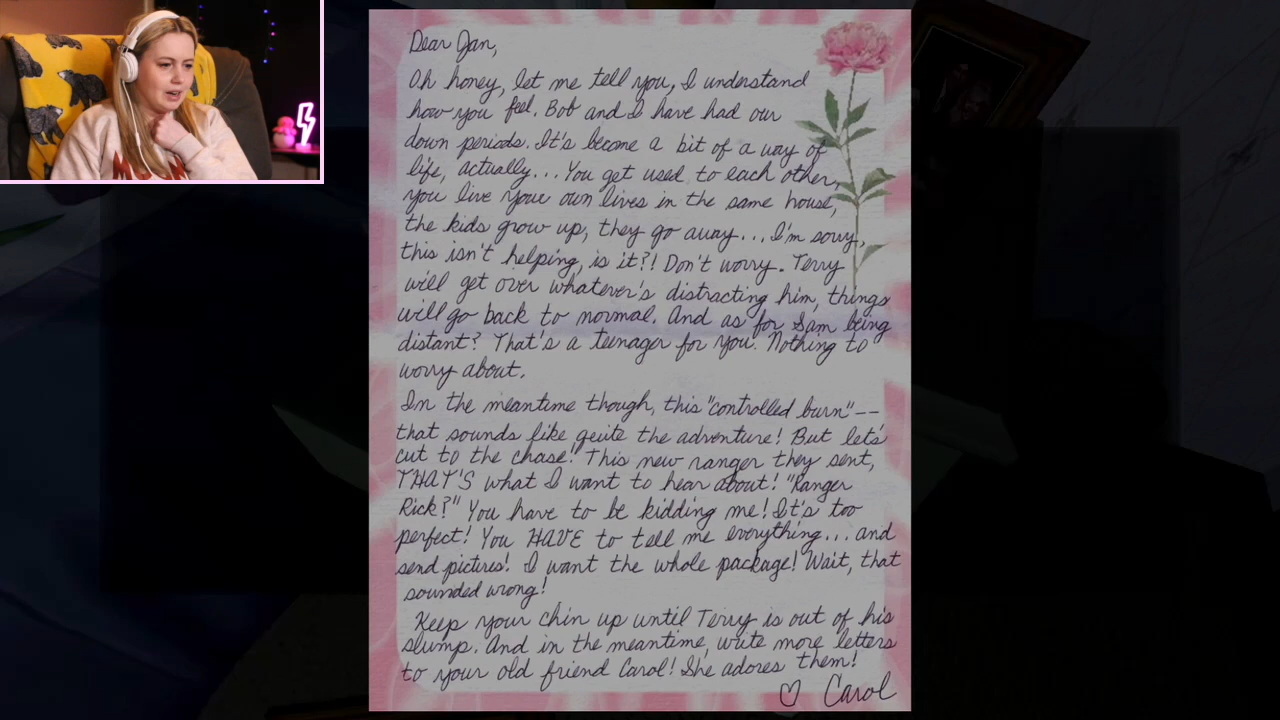 Dear Jan,
Oh honey, let me tell you, I understand
how you feel. Bob and I have had our
down periods. It's become a bit of a way of
life, actually... You get used to each other,
you live your own lives in the same house,
the kids grow up, they go away... I'm sorry,
this isn't helping, is it?! Don't worry. Terry
will get over whatever's distracting him, things
will go back to normal. And as for Sam being
distant? That's a teenager for you. Nothing to
worry about.
In the meantime though, this "controlled burn"--
that sounds like quite the adventure! But let's
cut to the chase! This new ranger they sent,
THAT'S what I want to hear about! "Ranger
Rick?" You have to be kidding me! It's too
perfect! You HAVE to tell me everything... and
send pictures! I want the whole package! Wait, that
sounded wrong!
Keep your chin up until Terry is out of his
slump. And in the meantime, write more letters
to your old friend Carol! She adores them!
♡ Carol